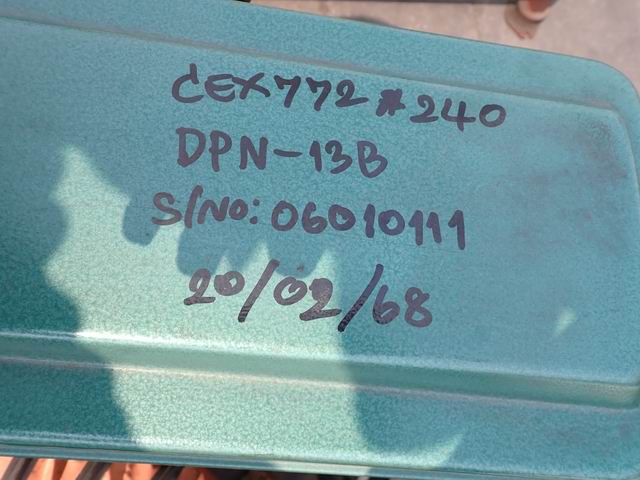 CEX772*240
DPN-13B
S/NO: 06010111
20/02/68